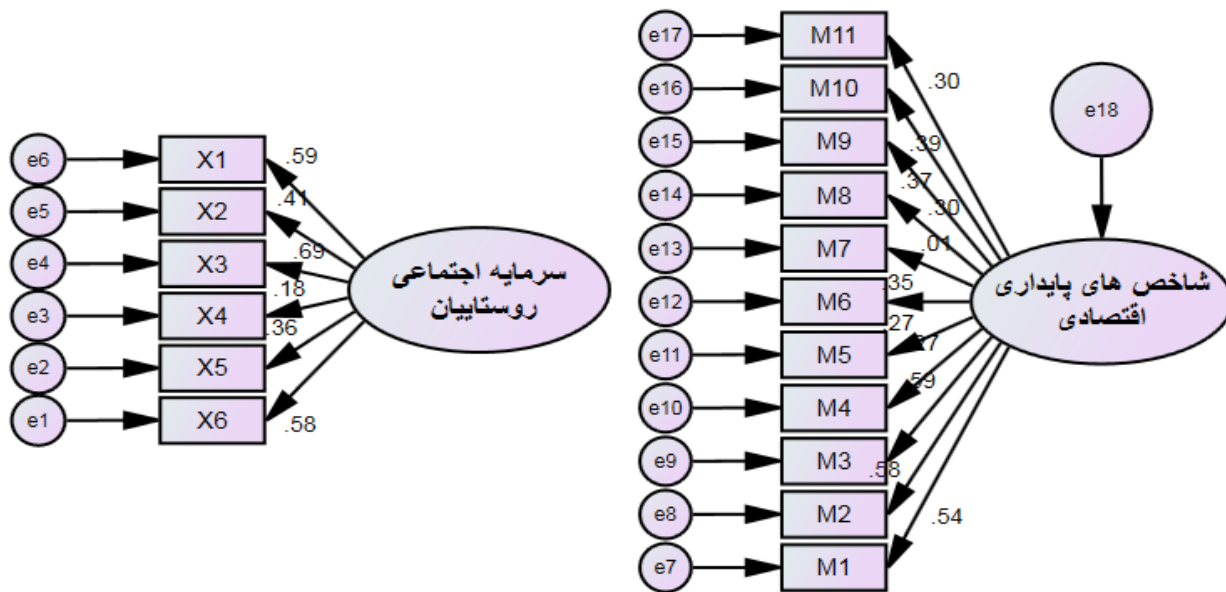 e6
X1
.59
e5
X2
.41
e4
X3
.69
e3
X4
.18
e2
X5
.36
e1
X6
.58
سرمایه اجتماعی
روستاییان
e17
M11
.30
e16
M10
.39
e15
M9
.37
e14
M8
.30
e13
M7
.01
e12
M6
.35
e11
M5
.27
e10
M4
e9
M3
.59
e8
M2
.58
e7
M1
.54
e18
شاخص های پایداری
اقتصادی